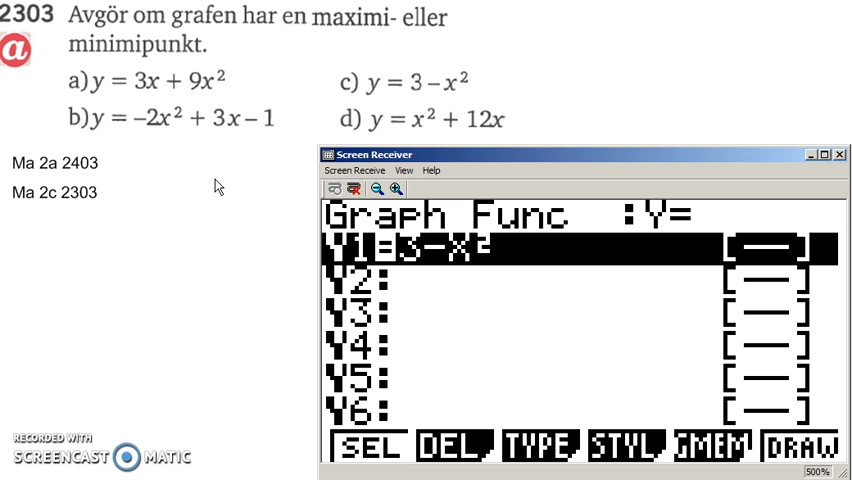 2303 Avgör om grafen har en maximi- eller
minimipunkt.
a
a) y = 3x + 9x² c) y = 3 – x²
b) y = –2x² + 3x – 1 d) y = x² + 12x
Ma 2a 2403
Ma 2c 2303
Screen Receiver
Screen Receive View Help
Graph Func :Y=
Y1=3-X² [—]
Y2: [—]
Y3: [—]
Y4: [—]
Y5: [—]
Y6: [—]
SEL DEL TYPE STYL GMEM DRAW
500%
RECORDED WITH
SCREENCAST MATIC